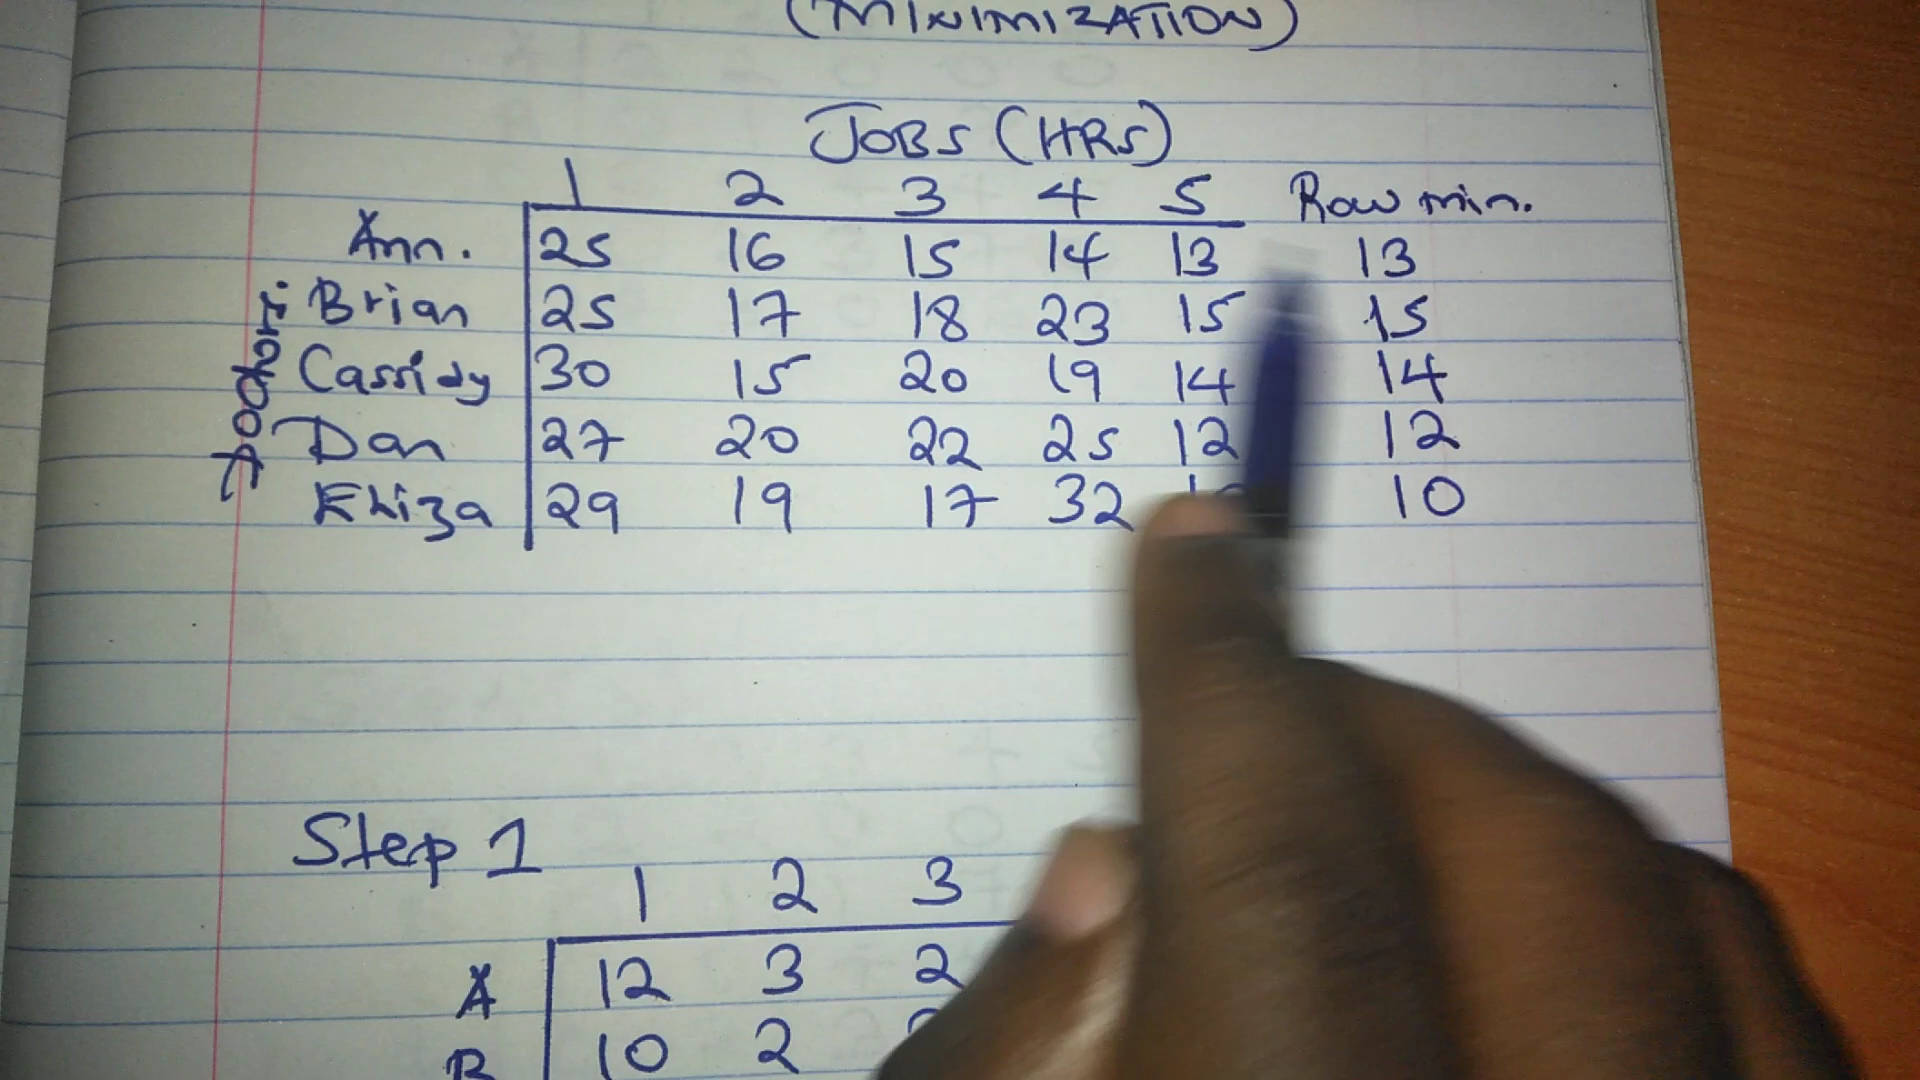 (MINIMIZATION)
JOBS (HRS)
1 2 3 4 5 Row min.
Ann. 25 16 15 14 13 13
Brian 25 17 18 23 15 15
Cassidy 30 15 20 19 14 14
Dan 27 20 22 25 12 12
Eliza 29 19 17 32 10
Step 1
1 2 3
A 12 3 2
B 10 2